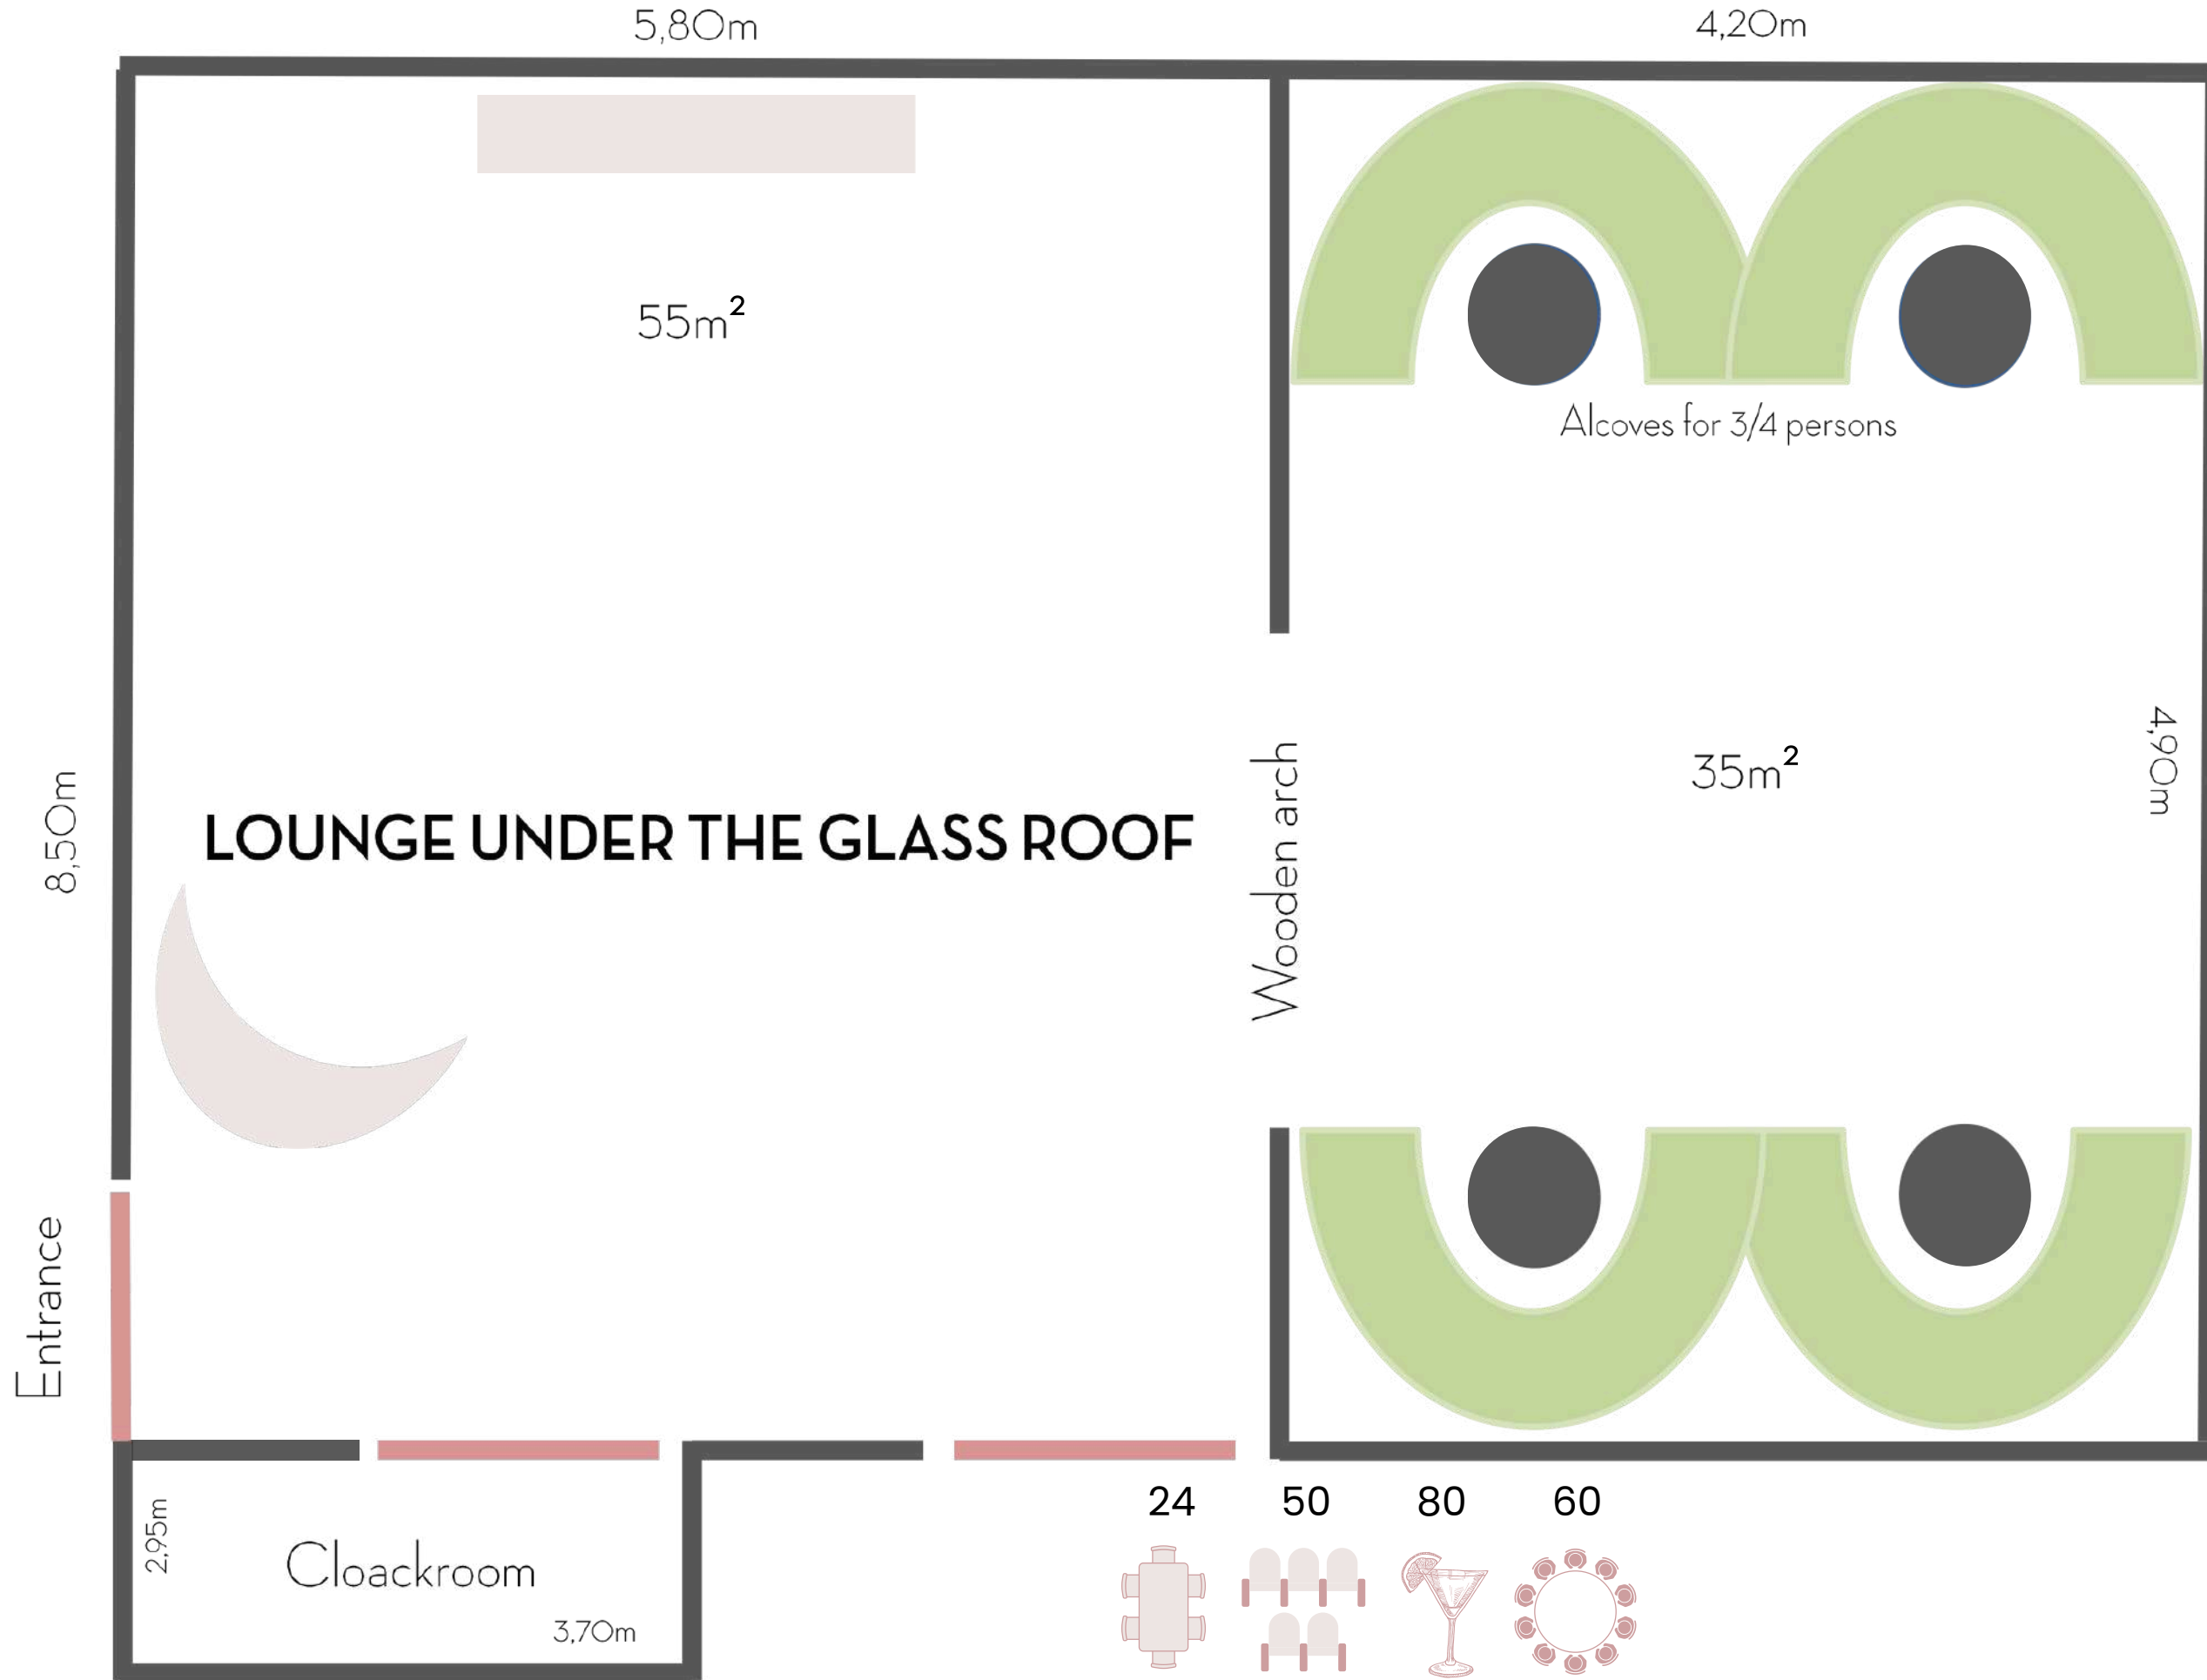 5,80m
4,20m
55m²
Alcoves for 3/4 persons
35m²
4,90m
8,50m
LOUNGE UNDER THE GLASS ROOF
Wooden arch
Entrance
2,95m
Cloackroom
3,70m
24 50 80 60